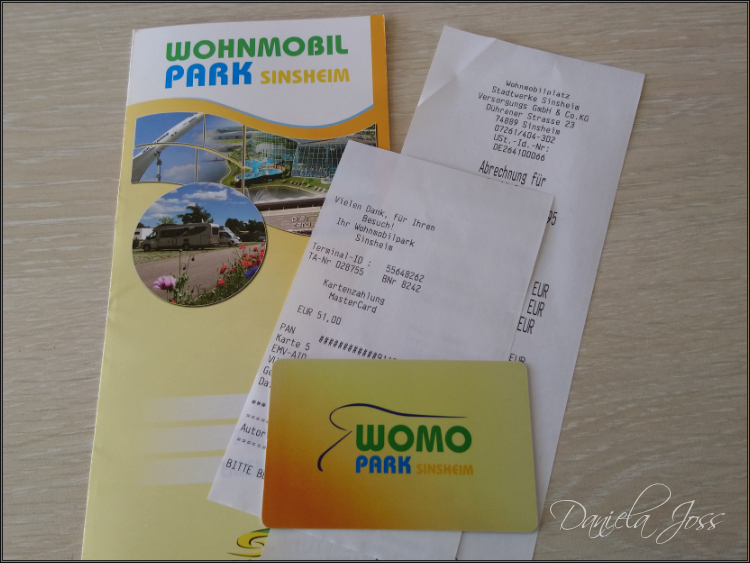 WOHNMOBIL
PARK SINSHEIM
Wohnmobilplatz
Stadtwerke Sinsheim
Versorgungs GmbH & Co.KG
Dührener Strasse 23
74889 Sinsheim
07261/404-302
USt.-Id.-Nr:
DE264100066
Abrechnung für
95
EUR
EUR
EUR
EUR
Vielen Dank, für Ihren
Besuch!
Ihr Wohnmobilpark
Sinsheim
Terminal-ID : 55648262
TA-Nr 028755 BNr 8242
Kartenzahlung
MasterCard
EUR 51,00
PAN
Karte 5
EMV-AID
Autor
BITTE
WOMO
PARK SINSHEIM
Daniela Joss